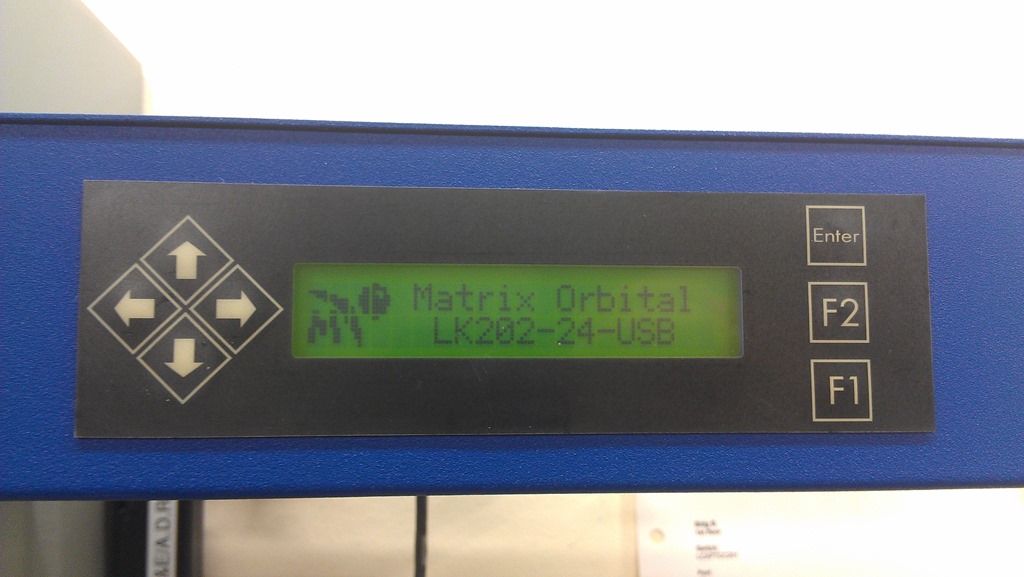 Matrix Orbital
LK202-24-USB
Enter
F2
F1